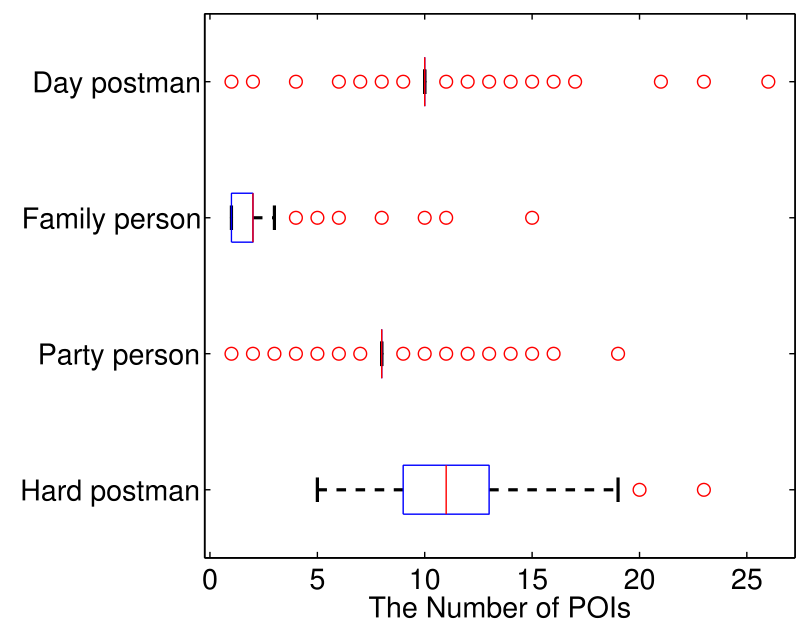 Day postman
Family person
Party person
Hard postman
0 5 10 15 20 25
The Number of POIs